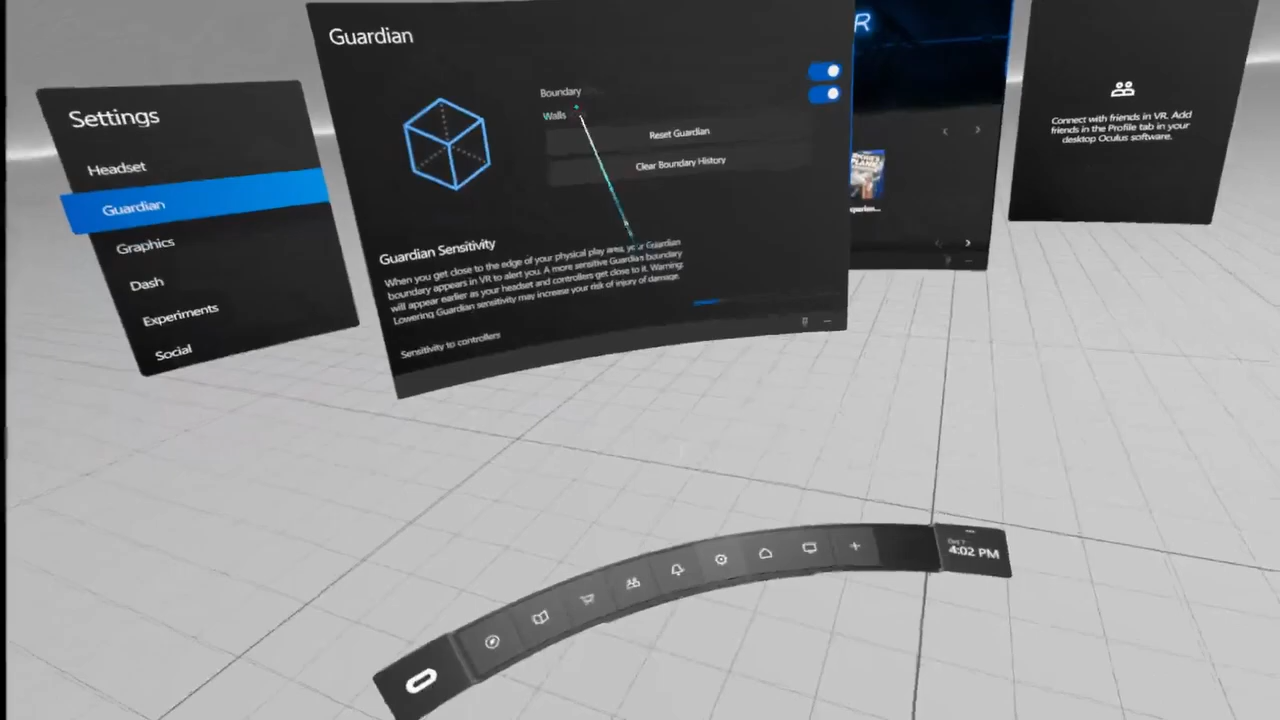 Settings
Headset
Guardian
Graphics
Dash
Experiments
Social
Guardian
Boundary
Walls
Reset Guardian
Clear Boundary History
Guardian Sensitivity
When you get close to the edge of your physical play area, your Guardian
boundary appears in VR to alert you. A more sensitive Guardian boundary
will appear earlier as your headset and controllers get close to it. Warning:
Lowering Guardian sensitivity may increase your risk of injury of damage.
Sensitivity to controllers
R
Connect with friends in VR. Add
friends in the Profile tab in your
desktop Oculus software.
4:02 PM